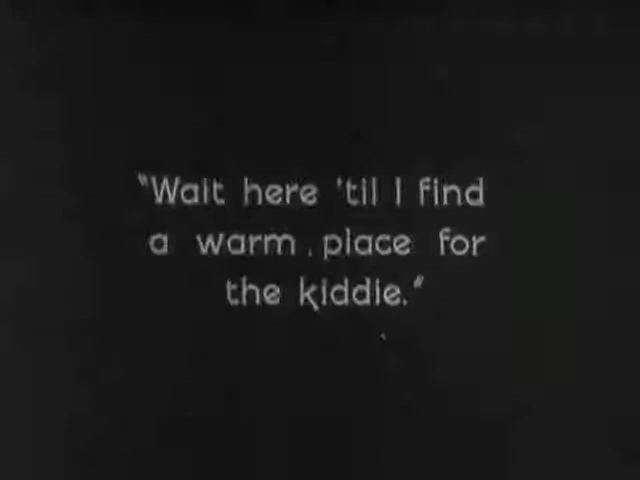 "Wait here 'til I find
a warm place for
the kiddie."